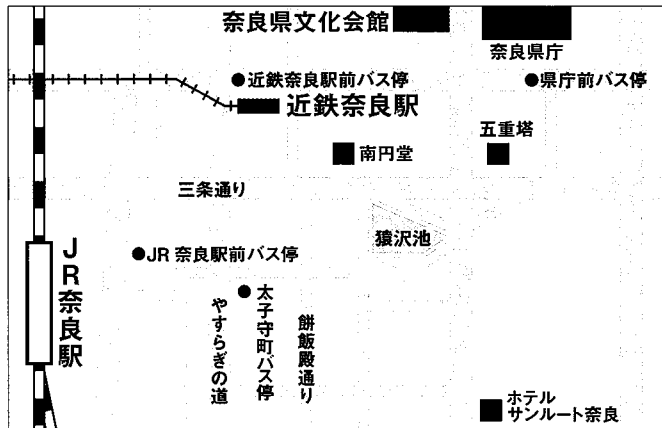 奈良県文化会館
奈良県庁
●近鉄奈良駅前バス停
●県庁前バス停
近鉄奈良駅
五重塔
南円堂
三条通り
猿沢池
●JR奈良駅前バス停
JR奈良駅
太子守町バス停
やすらぎの道
餅飯殿通り
ホテル
サンルート奈良